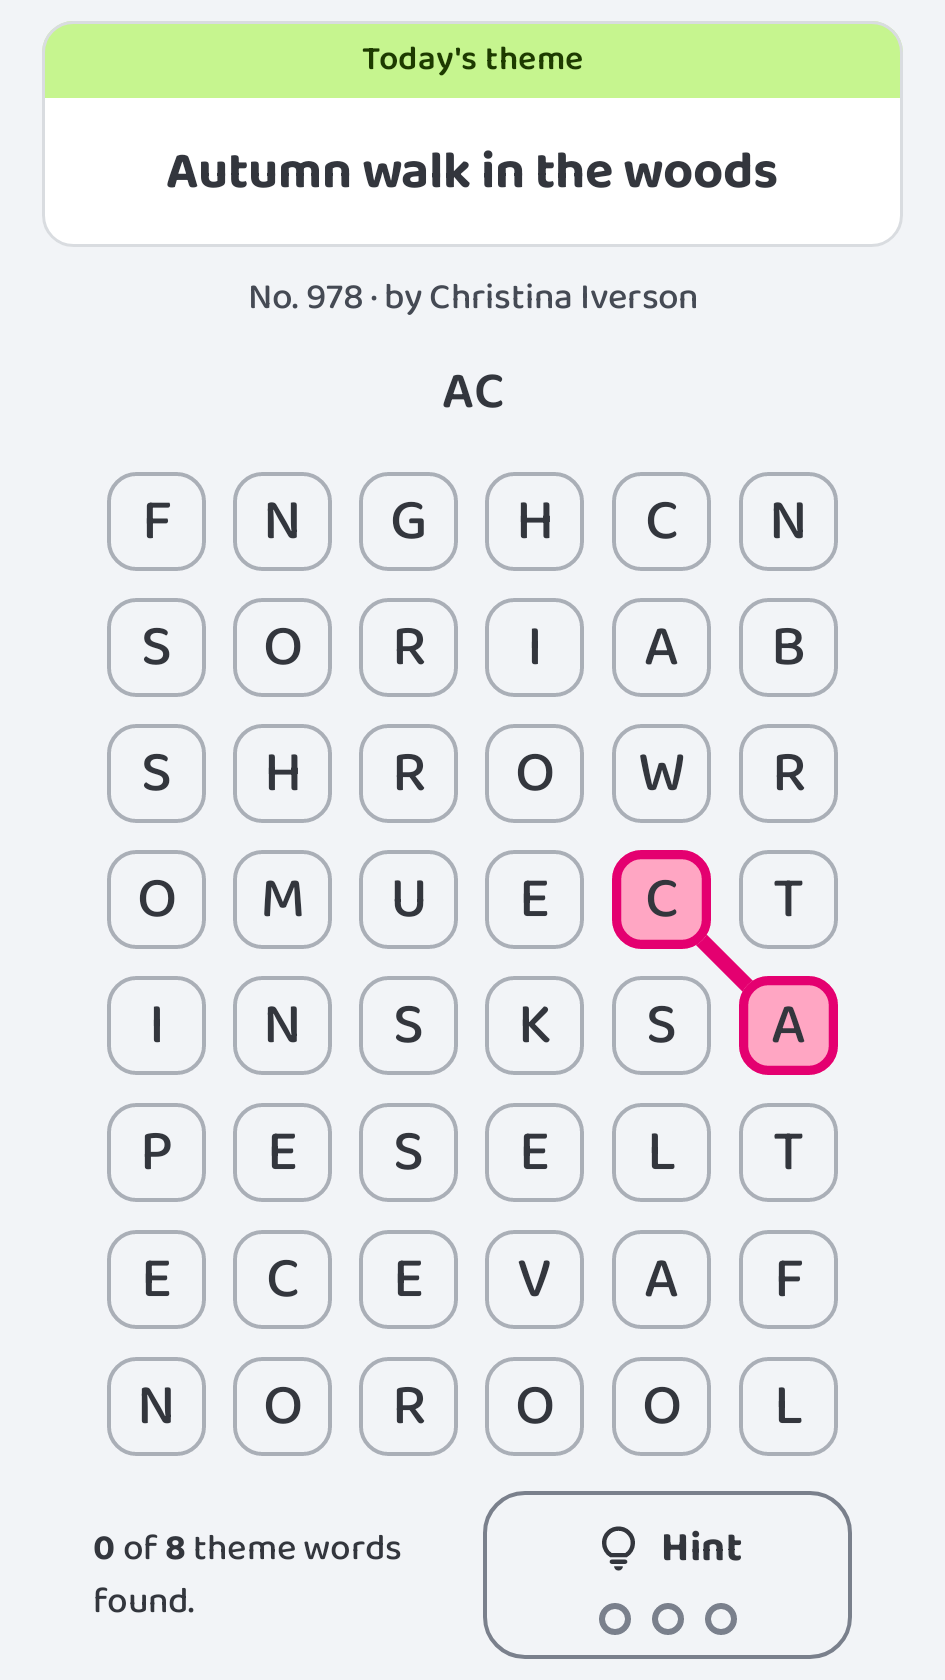 Today's theme
Autumn walk in the woods
No. 978 · by Christina Iverson
AC
F N G H C N
S O R I A B
S H R O W R
O M U E C T
I N S K S A
P E S E L T
E C E V A F
N O R O O L
0 of 8 theme words
found.
Hint